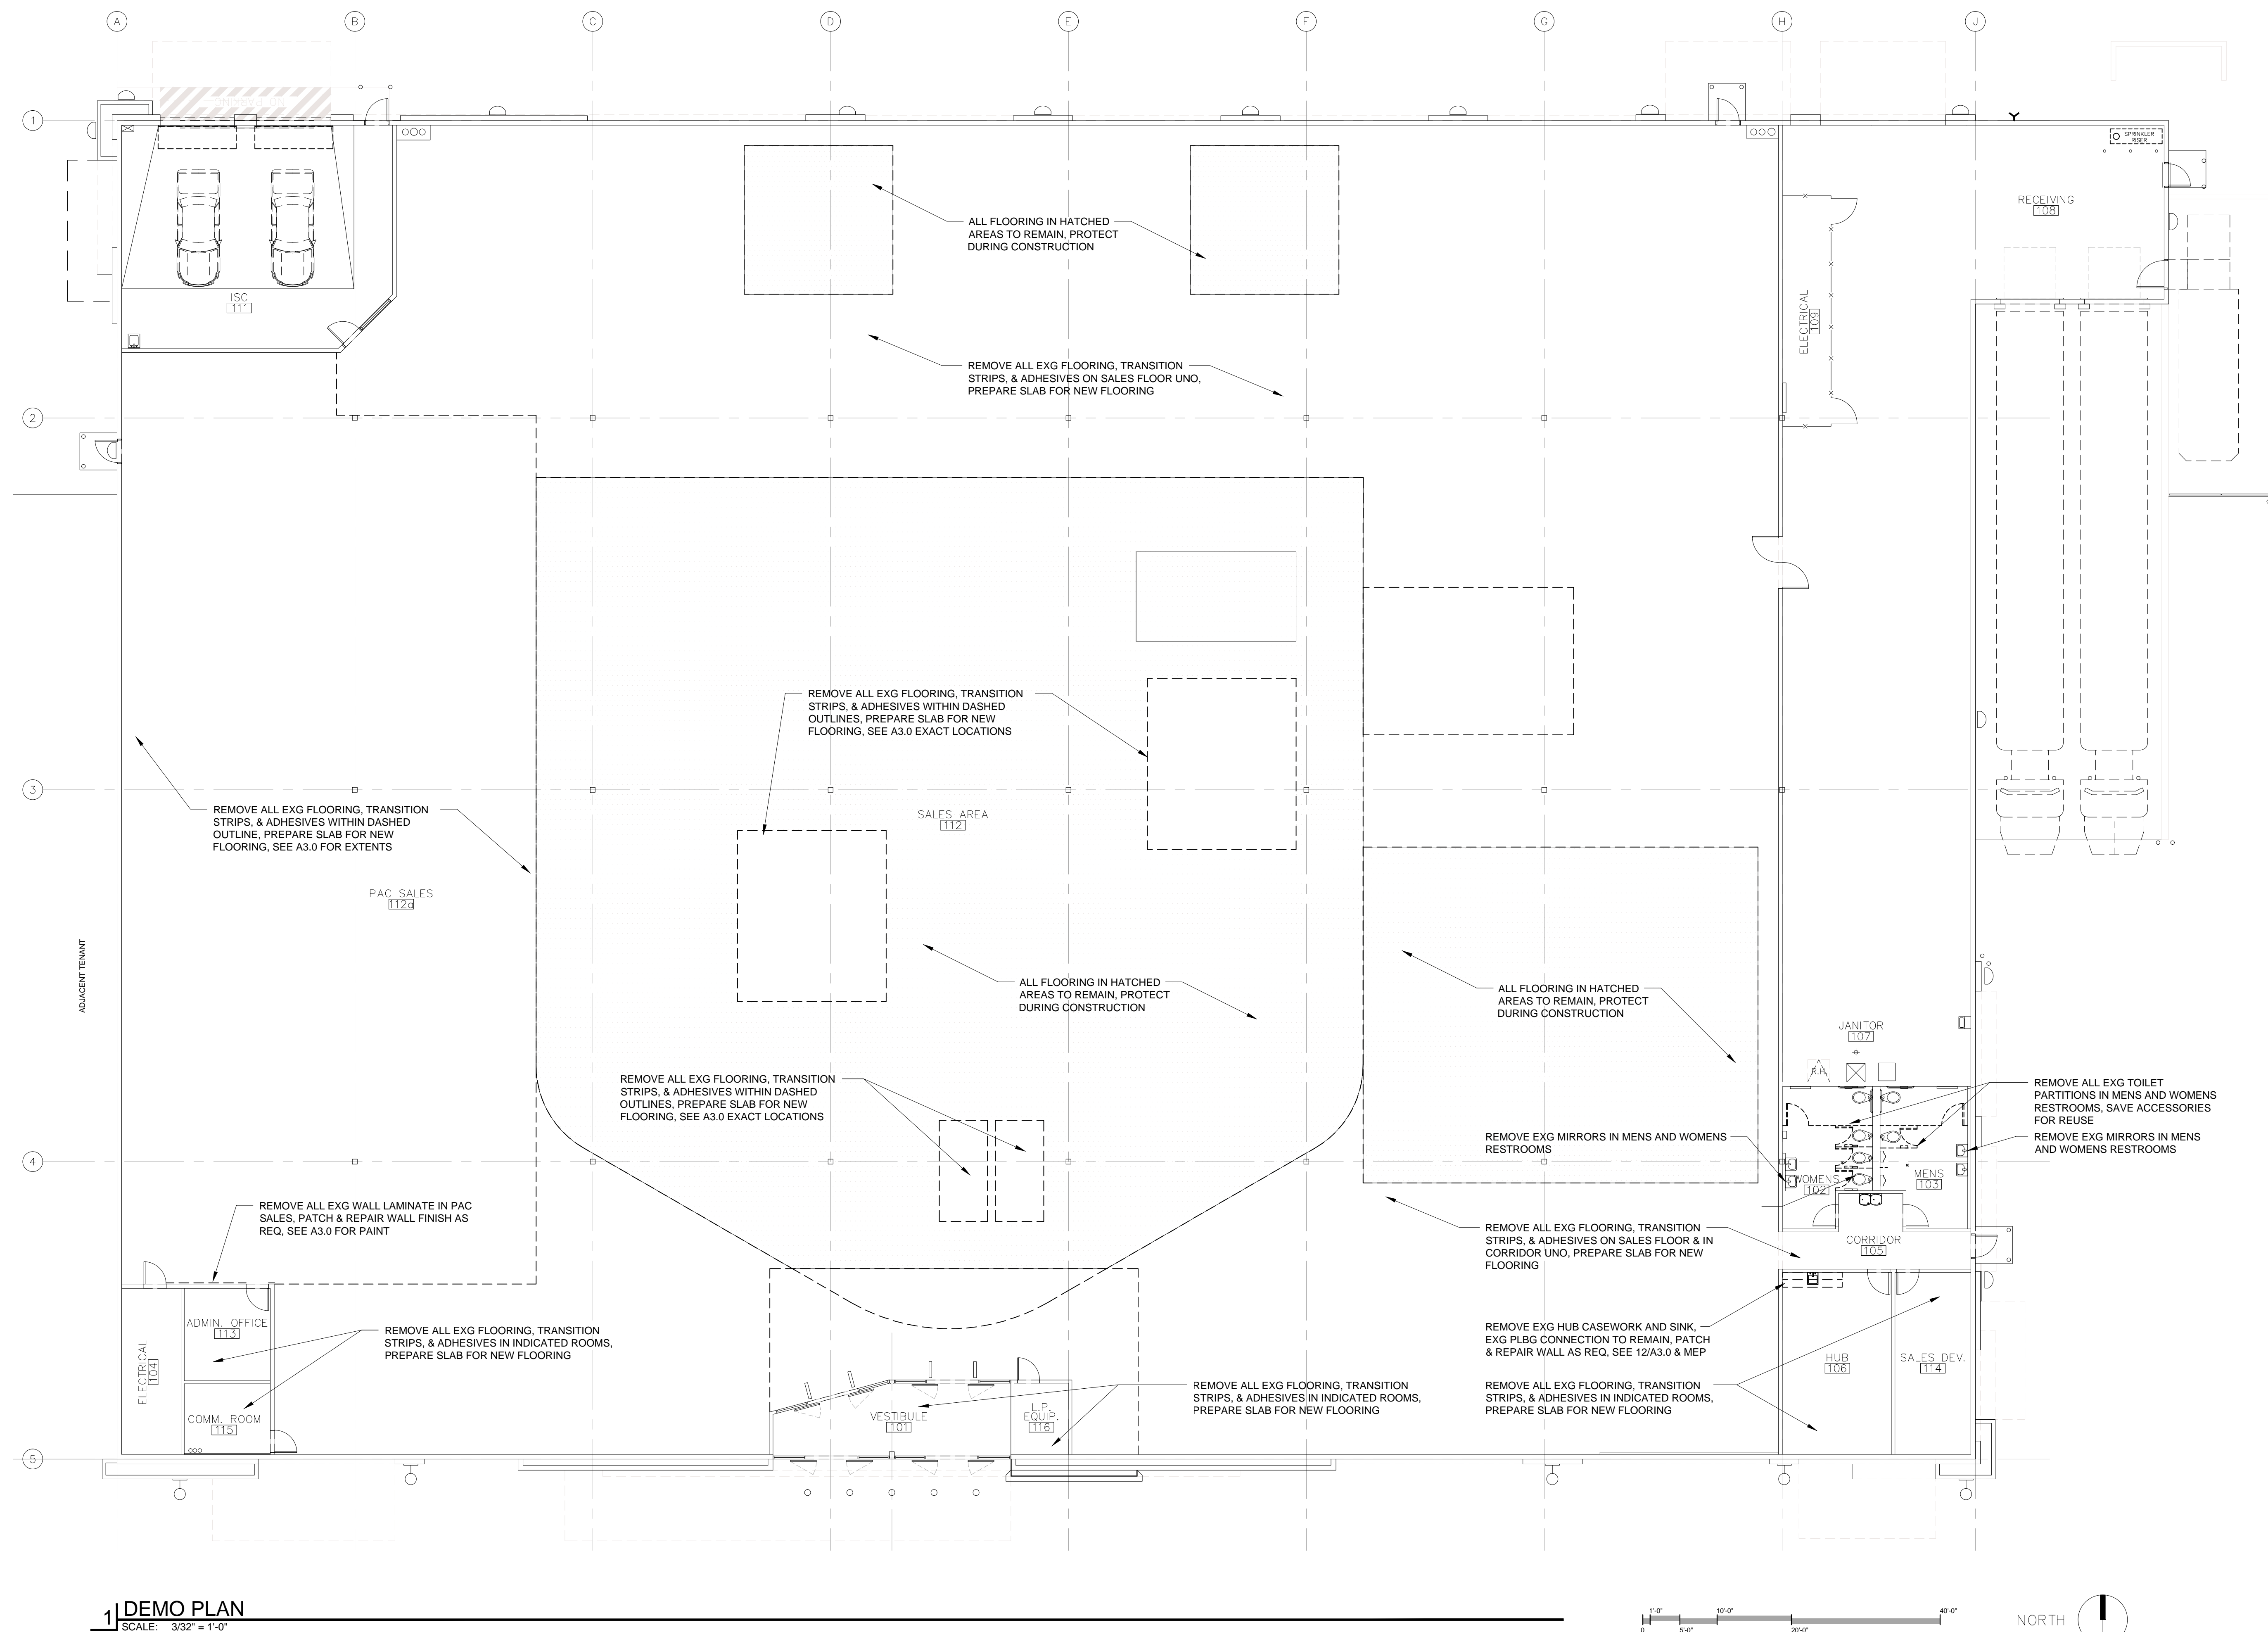 A
B
C
D
E
F
G
H
J
1
NO PARKING
SPRINKLER
RISER
RECEIVING
108
ALL FLOORING IN HATCHED
AREAS TO REMAIN, PROTECT
DURING CONSTRUCTION
ISC
111
ELECTRICAL
109
REMOVE ALL EXG FLOORING, TRANSITION
STRIPS, & ADHESIVES ON SALES FLOOR UNO,
PREPARE SLAB FOR NEW FLOORING
2
REMOVE ALL EXG FLOORING, TRANSITION
STRIPS, & ADHESIVES WITHIN DASHED
OUTLINES, PREPARE SLAB FOR NEW
FLOORING, SEE A3.0 EXACT LOCATIONS
3
REMOVE ALL EXG FLOORING, TRANSITION
STRIPS, & ADHESIVES WITHIN DASHED
OUTLINE, PREPARE SLAB FOR NEW
FLOORING, SEE A3.0 FOR EXTENTS
SALES AREA
112
PAC SALES
112a
ADJACENT TENANT
ALL FLOORING IN HATCHED
AREAS TO REMAIN, PROTECT
DURING CONSTRUCTION
ALL FLOORING IN HATCHED
AREAS TO REMAIN, PROTECT
DURING CONSTRUCTION
JANITOR
107
R.H.
REMOVE ALL EXG FLOORING, TRANSITION
STRIPS, & ADHESIVES WITHIN DASHED
OUTLINES, PREPARE SLAB FOR NEW
FLOORING, SEE A3.0 EXACT LOCATIONS
REMOVE ALL EXG TOILET
PARTITIONS IN MENS AND WOMENS
RESTROOMS, SAVE ACCESSORIES
FOR REUSE
REMOVE EXG MIRRORS IN MENS AND WOMENS
RESTROOMS
REMOVE EXG MIRRORS IN MENS
AND WOMENS RESTROOMS
4
WOMENS
102
MENS
103
REMOVE ALL EXG WALL LAMINATE IN PAC
SALES, PATCH & REPAIR WALL FINISH AS
REQ, SEE A3.0 FOR PAINT
REMOVE ALL EXG FLOORING, TRANSITION
STRIPS, & ADHESIVES ON SALES FLOOR & IN
CORRIDOR UNO, PREPARE SLAB FOR NEW
FLOORING
CORRIDOR
105
ADMIN. OFFICE
113
REMOVE ALL EXG FLOORING, TRANSITION
STRIPS, & ADHESIVES IN INDICATED ROOMS,
PREPARE SLAB FOR NEW FLOORING
REMOVE EXG HUB CASEWORK AND SINK,
EXG PLBG CONNECTION TO REMAIN, PATCH
& REPAIR WALL AS REQ, SEE 12/A3.0 & MEP
ELECTRICAL
104
HUB
106
SALES DEV.
114
COMM. ROOM
115
VESTIBULE
101
L.P.
EQUIP.
116
REMOVE ALL EXG FLOORING, TRANSITION
STRIPS, & ADHESIVES IN INDICATED ROOMS,
PREPARE SLAB FOR NEW FLOORING
REMOVE ALL EXG FLOORING, TRANSITION
STRIPS, & ADHESIVES IN INDICATED ROOMS,
PREPARE SLAB FOR NEW FLOORING
5
1
DEMO PLAN
SCALE: 3/32" = 1'-0"
1'-0"
10'-0"
40'-0"
0
5'-0"
20'-0"
NORTH